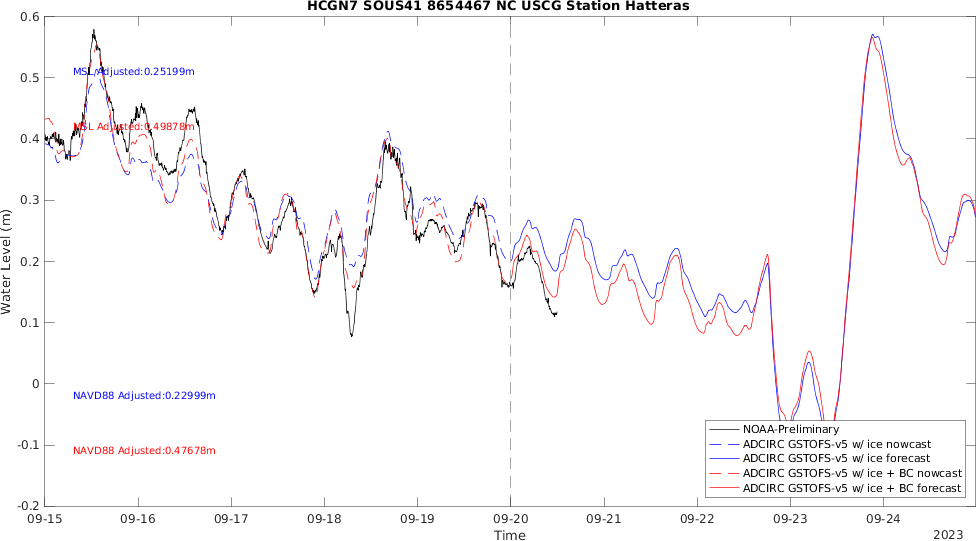 HCGN7 SOUS41 8654467 NC USCG Station Hatteras
Water Level (m)
0.6
0.5
0.4
0.3
0.2
0.1
0
-0.1
-0.2
MSL Adjusted:0.25199m
MSL Adjusted:0.49878m
NAVD88 Adjusted:0.22999m
NAVD88 Adjusted:0.47678m
NOAA-Preliminary
ADCIRC GSTOFS-v5 w/ ice nowcast
ADCIRC GSTOFS-v5 w/ ice forecast
ADCIRC GSTOFS-v5 w/ice + BC nowcast
ADCIRC GSTOFS-v5 w/ice + BC forecast
09-15 09-16 09-17 09-18 09-19 09-20 09-21 09-22 09-23 09-24
Time
2023